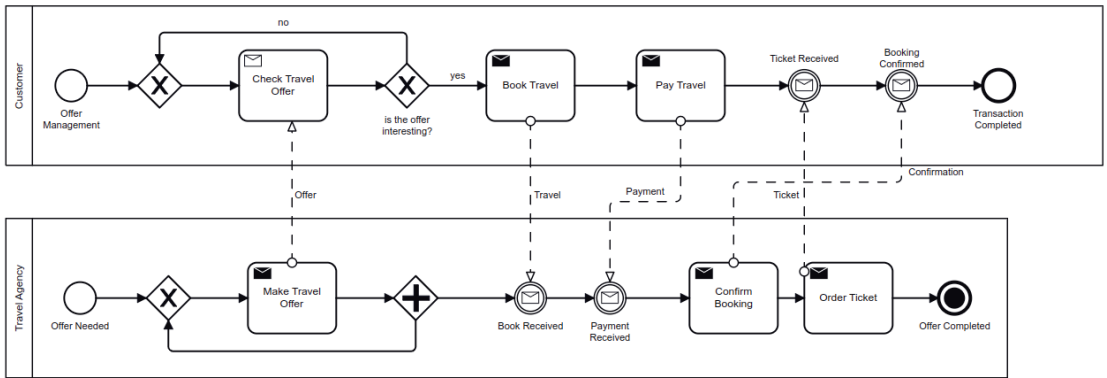 Customer
no
Offer
Management
Check Travel
Offer
is the offer
interesting?
yes
Book Travel
Pay Travel
Ticket Received
Booking
Confirmed
Transaction
Completed
Offer
Travel
Payment
Ticket
Confirmation
Travel Agency
Offer Needed
Make Travel
Offer
Book Received
Payment
Received
Confirm
Booking
Order Ticket
Offer Completed